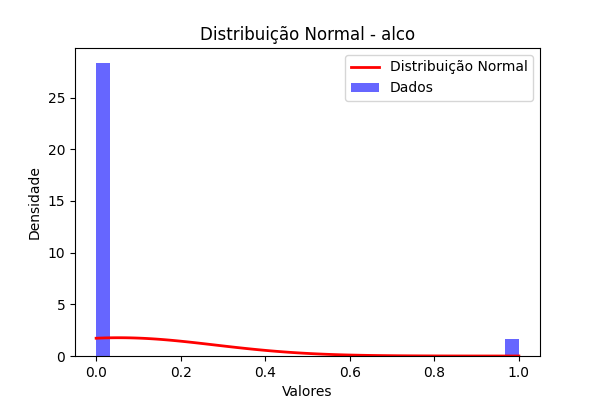 Distribuição Normal - alco
Distribuição Normal
Dados
Densidade
25
20
15
10
5
0
0.0 0.2 0.4 0.6 0.8 1.0
Valores